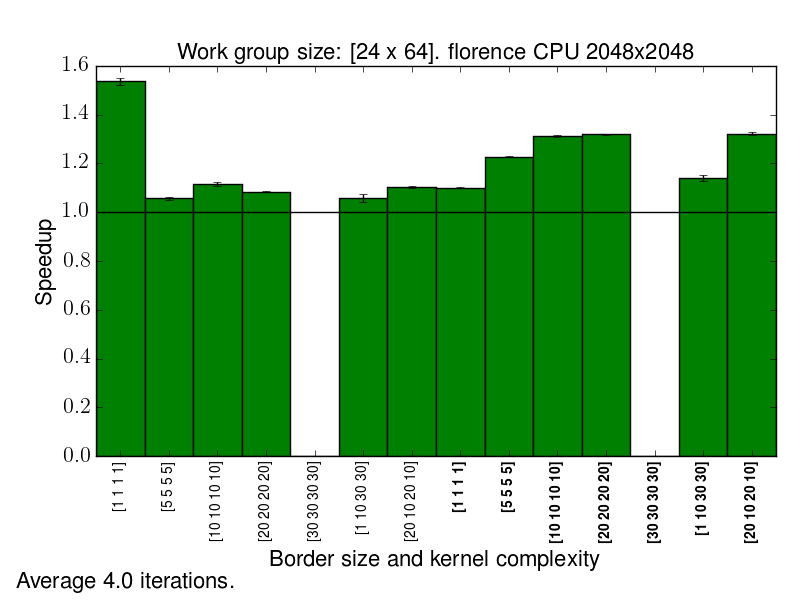 Work group size: [24 x 64]. florence CPU 2048x2048
1.6
1.4
1.2
1.0
0.8
0.6
0.4
0.2
0.0
Speedup
[1 1 1 1]
[5 5 5 5]
[10 10 10 10]
[20 20 20 20]
[30 30 30 30]
[1 10 30 30]
[20 10 20 10]
[1 1 1 1]
[5 5 5 5]
[10 10 10 10]
[20 20 20 20]
[30 30 30 30]
[1 10 30 30]
[20 10 20 10]
Border size and kernel complexity
Average 4.0 iterations.